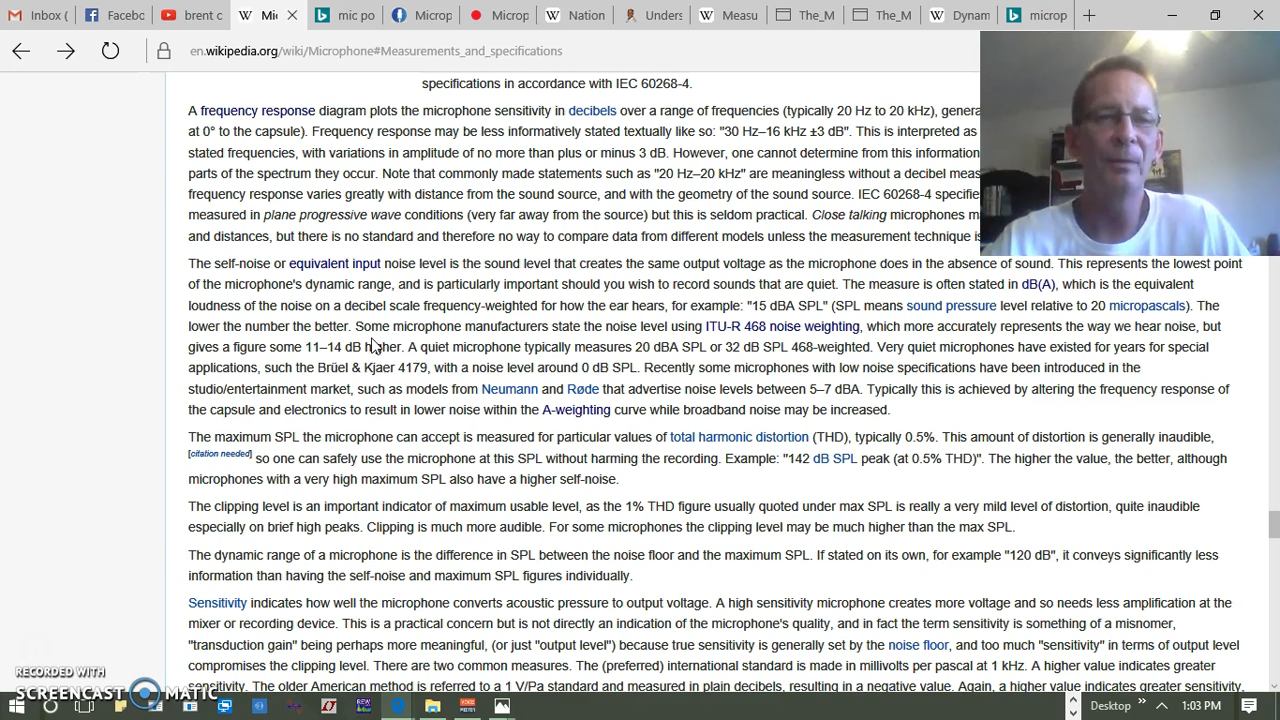 Inbox (
Faceboo
brent c
Mic
mic po
Microp
Microp
Nation
Unders
Measu
The_M
The_M
Dynam
microp
en.wikipedia.org/wiki/Microphone#Measurements_and_specifications
specifications in accordance with IEC 60268-4.
A frequency response diagram plots the microphone sensitivity in decibels over a range of frequencies (typically 20 Hz to 20 kHz), genera
at 0° to the capsule). Frequency response may be less informatively stated textually like so: "30 Hz–16 kHz ±3 dB". This is interpreted as
stated frequencies, with variations in amplitude of no more than plus or minus 3 dB. However, one cannot determine from this information
parts of the spectrum they occur. Note that commonly made statements such as "20 Hz–20 kHz" are meaningless without a decibel meas
frequency response varies greatly with distance from the sound source, and with the geometry of the sound source. IEC 60268-4 specifie
measured in plane progressive wave conditions (very far away from the source) but this is seldom practical. Close talking microphones m
and distances, but there is no standard and therefore no way to compare data from different models unless the measurement technique is
The self-noise or equivalent input noise level is the sound level that creates the same output voltage as the microphone does in the absence of sound. This represents the lowest point
of the microphone's dynamic range, and is particularly important should you wish to record sounds that are quiet. The measure is often stated in dB(A), which is the equivalent
loudness of the noise on a decibel scale frequency-weighted for how the ear hears, for example: "15 dBA SPL" (SPL means sound pressure level relative to 20 micropascals). The
lower the number the better. Some microphone manufacturers state the noise level using ITU-R 468 noise weighting, which more accurately represents the way we hear noise, but
gives a figure some 11–14 dB higher. A quiet microphone typically measures 20 dBA SPL or 32 dB SPL 468-weighted. Very quiet microphones have existed for years for special
applications, such the Brüel & Kjaer 4179, with a noise level around 0 dB SPL. Recently some microphones with low noise specifications have been introduced in the
studio/entertainment market, such as models from Neumann and Røde that advertise noise levels between 5–7 dBA. Typically this is achieved by altering the frequency response of
the capsule and electronics to result in lower noise within the A-weighting curve while broadband noise may be increased.
The maximum SPL the microphone can accept is measured for particular values of total harmonic distortion (THD), typically 0.5%. This amount of distortion is generally inaudible,
[citation needed] so one can safely use the microphone at this SPL without harming the recording. Example: "142 dB SPL peak (at 0.5% THD)". The higher the value, the better, although
microphones with a very high maximum SPL also have a higher self-noise.
The clipping level is an important indicator of maximum usable level, as the 1% THD figure usually quoted under max SPL is really a very mild level of distortion, quite inaudible
especially on brief high peaks. Clipping is much more audible. For some microphones the clipping level may be much higher than the max SPL.
The dynamic range of a microphone is the difference in SPL between the noise floor and the maximum SPL. If stated on its own, for example "120 dB", it conveys significantly less
information than having the self-noise and maximum SPL figures individually.
Sensitivity indicates how well the microphone converts acoustic pressure to output voltage. A high sensitivity microphone creates more voltage and so needs less amplification at the
mixer or recording device. This is a practical concern but is not directly an indication of the microphone's quality, and in fact the term sensitivity is something of a misnomer,
"transduction gain" being perhaps more meaningful, (or just "output level") because true sensitivity is generally set by the noise floor, and too much "sensitivity" in terms of output level
compromises the clipping level. There are two common measures. The (preferred) international standard is made in millivolts per pascal at 1 kHz. A higher value indicates greater
sensitivity. The older American method is referred to a 1 V/Pa standard and measured in plain decibels, resulting in a negative value. Again, a higher value indicates greater sensitivity,
RECORDED WITH
SCREENCAST MATIC
Desktop
1:03 PM